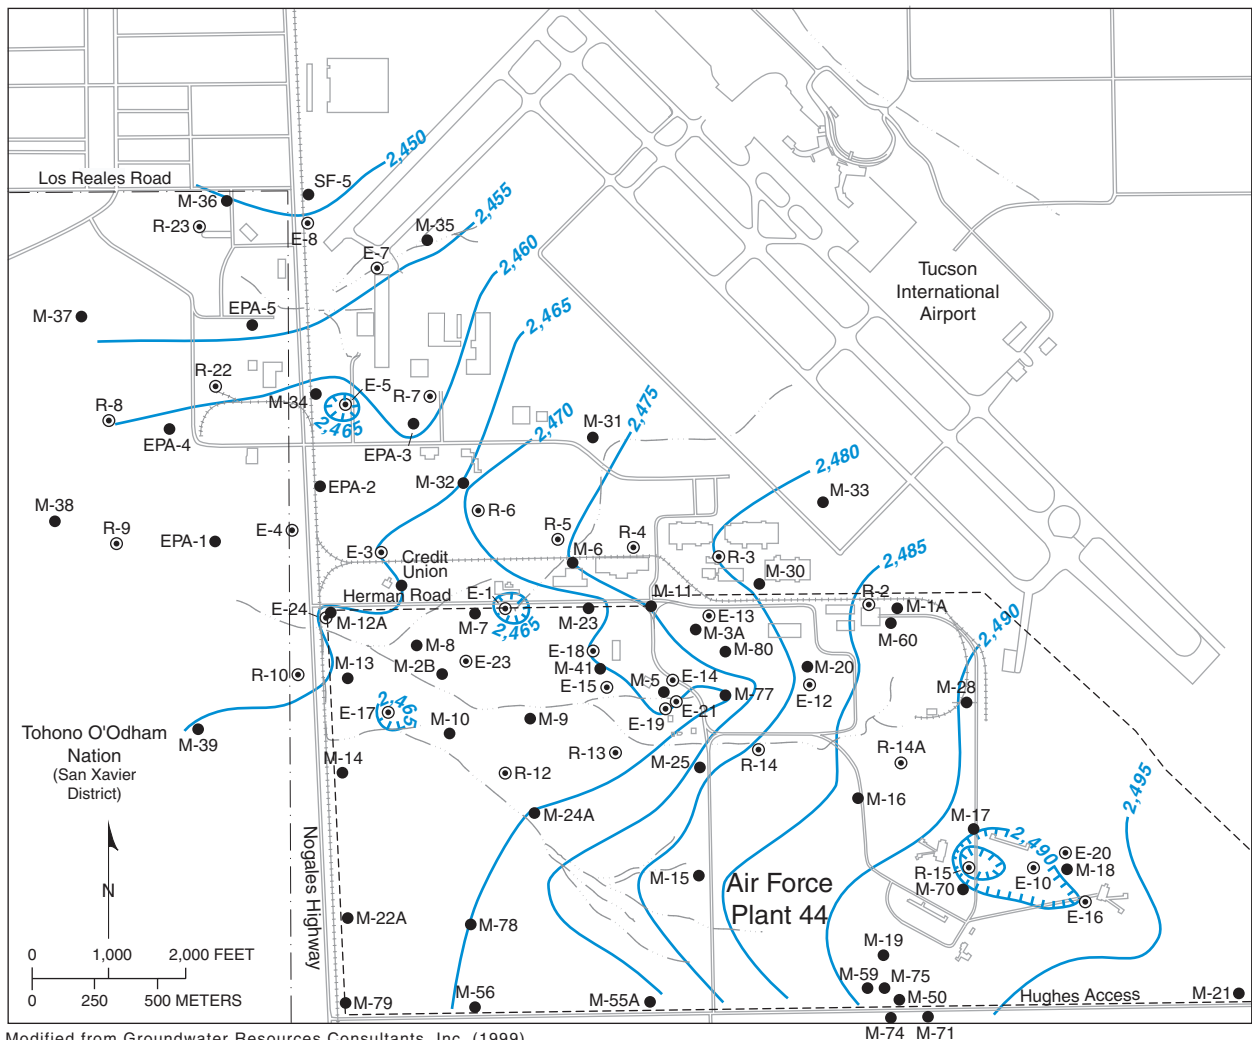 2,450
Los Reales Road
SF-5
M-36
2,455
R-23
E-8
M-35
2,460
E-7
Tucson
International
Airport
M-37
EPA-5
2,465
R-22
E-5
R-7
M-34
2,475
R-8
2,465
2,470
M-31
EPA-4
EPA-3
2,480
M-32
EPA-2
M-33
M-38
R-6
R-9
EPA-1
E-4
R-5
R-4
E-3
M-6
R-3
2,485
Credit
Union
M-30
Herman Road
E-1
M-11
R-2
E-24
M-12A
M-7
2,465
M-23
E-13
M-1A
2,490
M-3A
M-60
M-8
E-18
M-80
M-13
M-2B
E-23
M-41
M-20
R-10
E-15
M-5
E-14
M-77
E-12
M-28
E-17
2,465
E-19
E-21
M-10
M-9
Tohono O'Odham
Nation
(San Xavier
District)
M-39
M-14
R-12
R-13
M-25
R-14
R-14A
2,495
M-24A
M-16
M-17
2,490
E-20
R-15
E-10
M-18
M-15
Air Force
Plant 44
M-70
E-16
N
Nogales Highway
M-22A
M-78
M-19
0 1,000 2,000 FEET
0 250 500 METERS
M-59
M-75
M-79
M-56
M-55A
M-50
Hughes Access
M-21
M-74
M-71
Modified from Groundwater Resources Consultants, Inc. (1999)